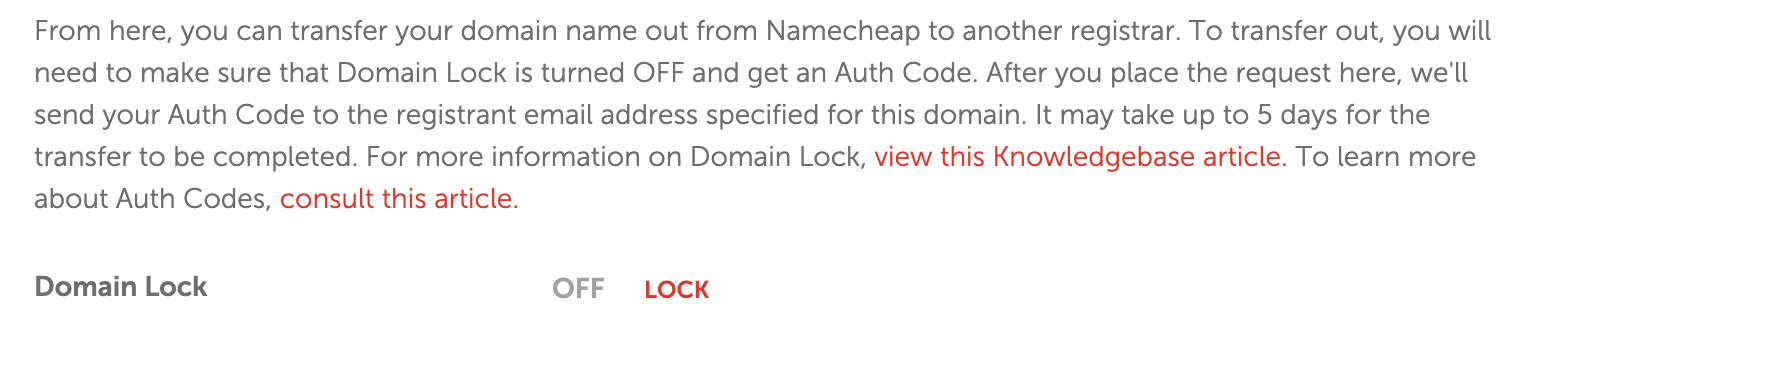 From here, you can transfer your domain name out from Namecheap to another registrar. To transfer out, you will
need to make sure that Domain Lock is turned OFF and get an Auth Code. After you place the request here, we'll
send your Auth Code to the registrant email address specified for this domain. It may take up to 5 days for the
transfer to be completed. For more information on Domain Lock, view this Knowledgebase article. To learn more
about Auth Codes, consult this article.
Domain Lock OFF LOCK